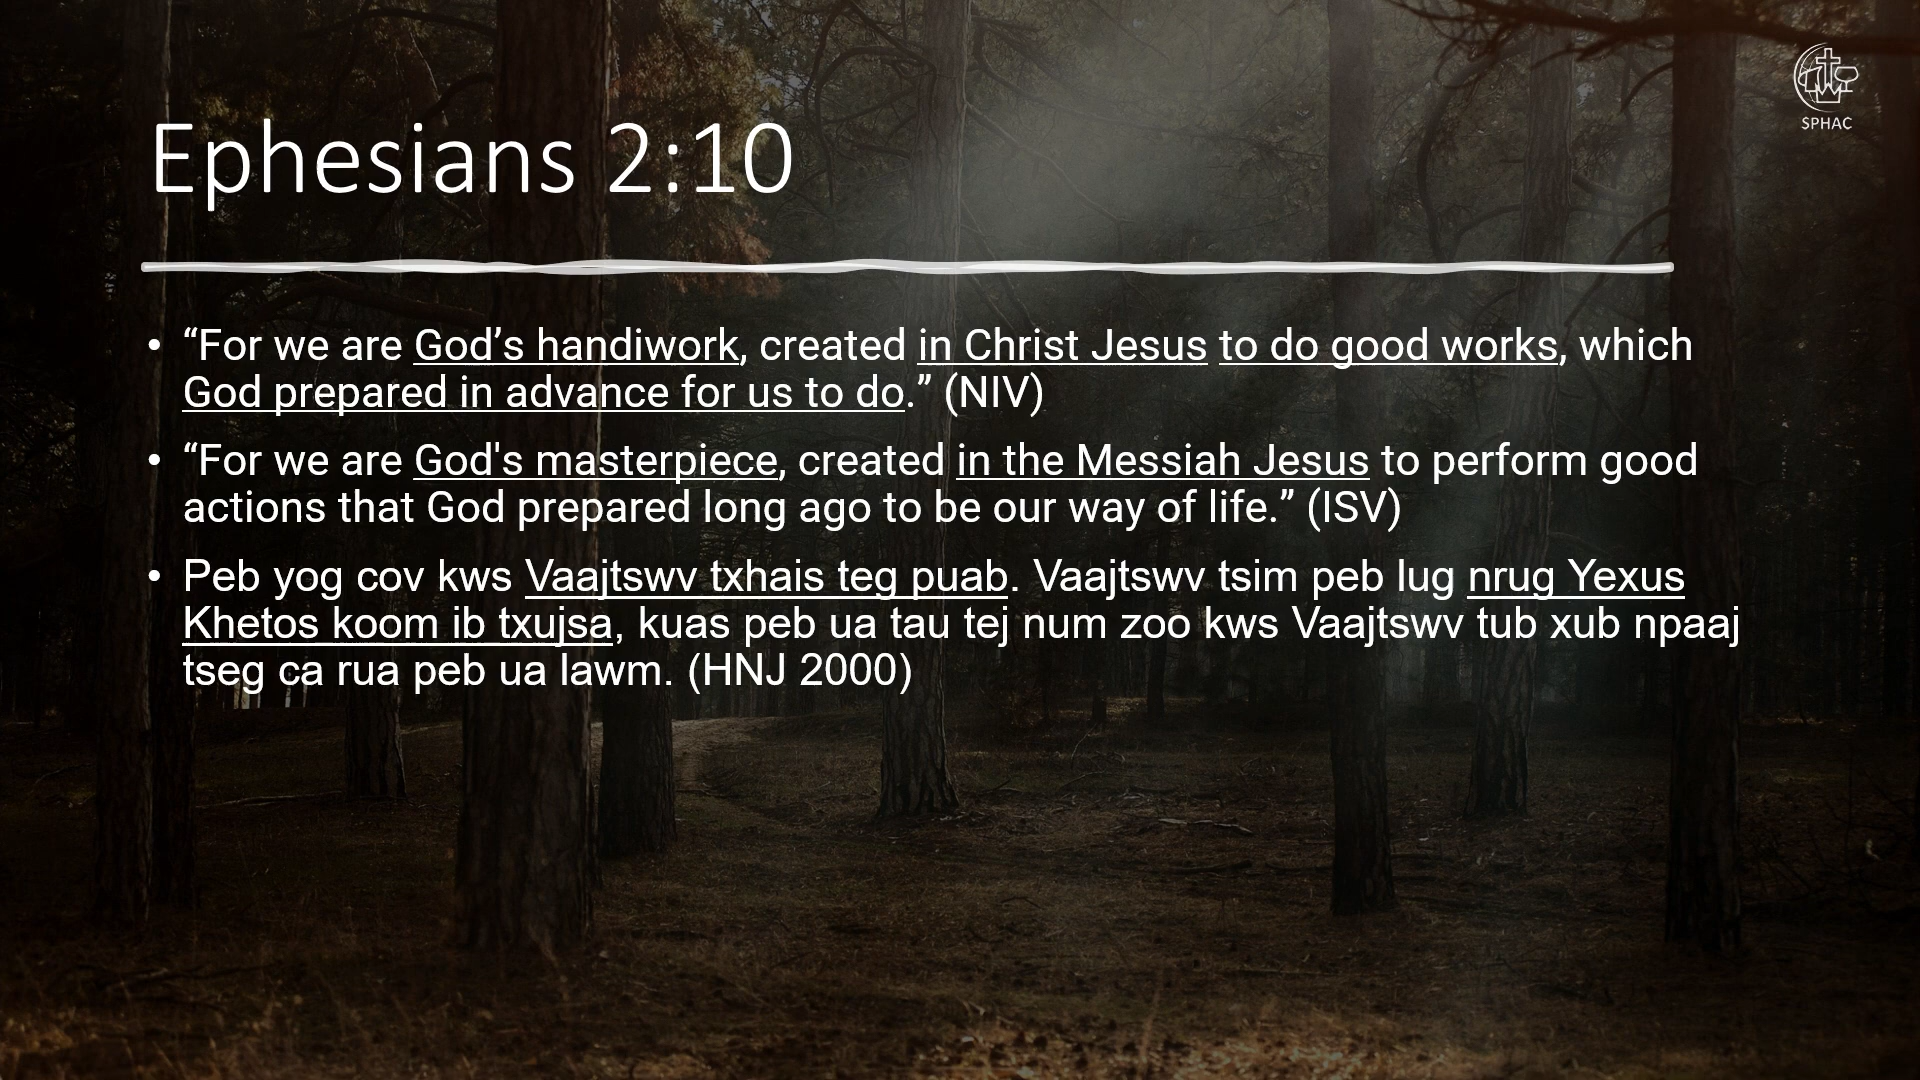 SPHAC
Ephesians 2:10
• “For we are God’s handiwork, created in Christ Jesus to do good works, which
God prepared in advance for us to do.” (NIV)
• “For we are God's masterpiece, created in the Messiah Jesus to perform good
actions that God prepared long ago to be our way of life.” (ISV)
• Peb yog cov kws Vaajtswv txhais teg puab. Vaajtswv tsim peb lug nrug Yexus
Khetos koom ib txujsa, kuas peb ua tau tej num zoo kws Vaajtswv tub xub npaaj
tseg ca rua peb ua lawm. (HNJ 2000)